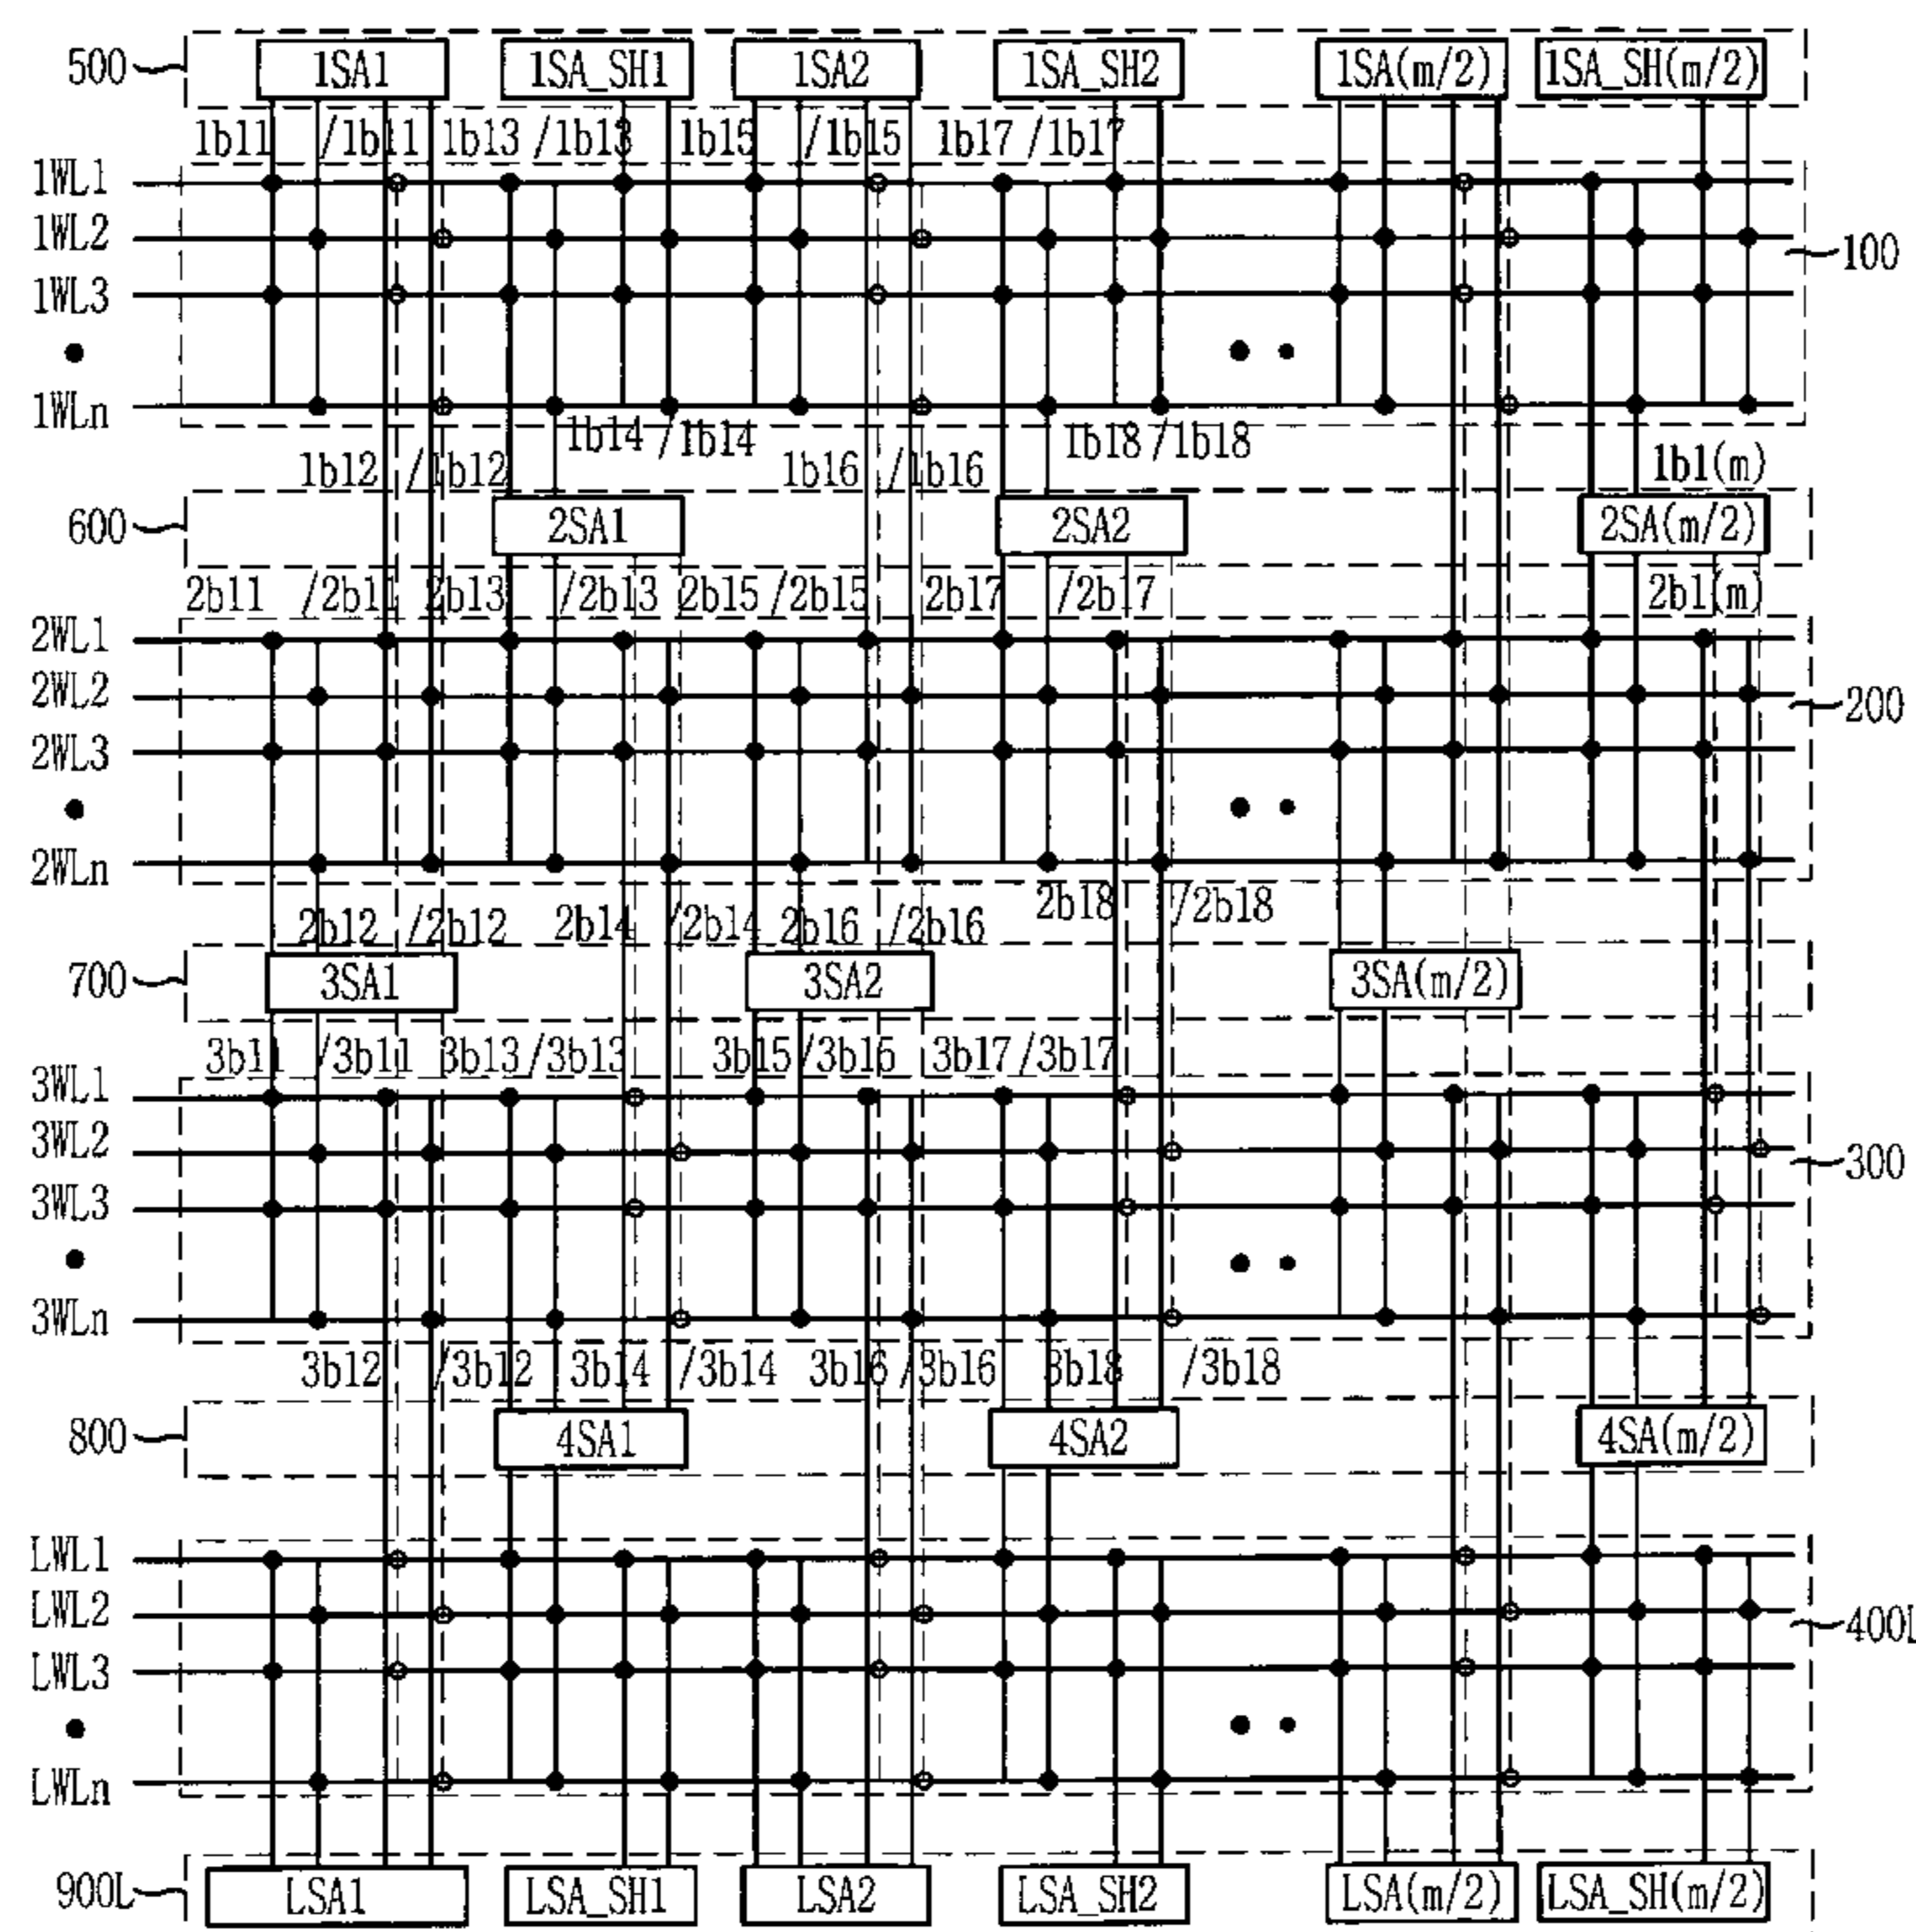 500 1SA1 1SA_SH1 1SA2 1SA_SH2 1SA(m/2) 1SA_SH(m/2)
1b11 /1b11 1b13 /1b13 1b15 /1b15 1b17 /1b17
1WL1
1WL2
100
1WL3
1WLn
1b14 /1b14 1b18 /1b18
1b12 /1b12 1b16 /1b16 1b1(m)
600 2SA1 2SA2 2SA(m/2)
2b11 /2b11 2b13 /2b13 2b15 /2b15 2b17 /2b17 2b1(m)
2WL1
2WL2 200
2WL3
2WLn
2b12 /2b12 2b14 /2b14 2b16 /2b16 2b18 /2b18
700 3SA1 3SA2 3SA(m/2)
3b11 /3b11 3b13 /3b13 3b15 /3b15 3b17 /3b17
3WL1
3WL2 300
3WL3
3WLn
3b12 /3b12 3b14 /3b14 3b16 /3b16 3b18 /3b18
800 4SA1 4SA2 4SA(m/2)
LWL1
LWL2 400L
LWL3
LWLn
900L LSA1 LSA_SH1 LSA2 LSA_SH2 LSA(m/2) LSA_SH(m/2)